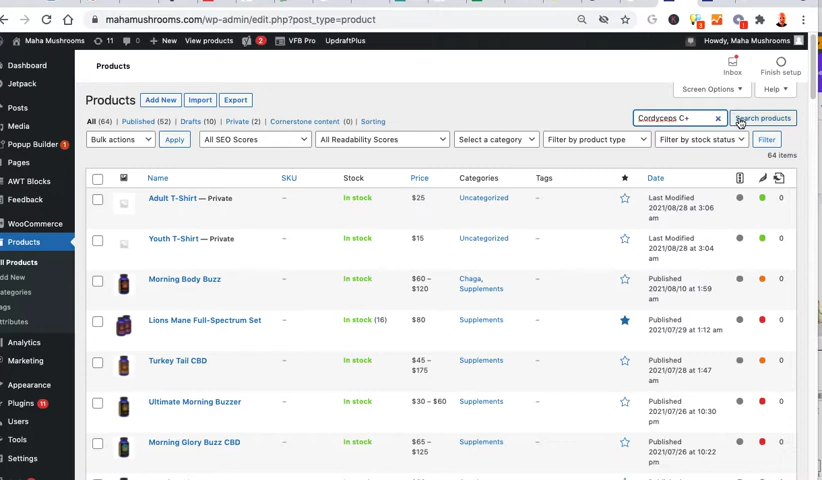 mahamushrooms.com/wp-admin/edit.php?post_type=product
Maha Mushrooms 11 0 New View products 2 VFB Pro UpdraftPlus Howdy, Maha Mushrooms
Dashboard
Jetpack
Posts
Media
Popup Builder 1
Pages
AWT Blocks
Feedback
WooCommerce
Products
ll Products
dd New
ategories
ags
ttributes
Analytics
Marketing
Appearance
Plugins 11
Users
Tools
Settings
Products
Inbox
Finish setup
Screen Options
Help
Products Add New Import Export
All (64) | Published (52) | Drafts (10) | Private (2) | Cornerstone content (0) | Sorting
Cordyceps C+ × Search products
Bulk actions Apply All SEO Scores All Readability Scores Select a category Filter by product type Filter by stock status Filter
64 items
Name SKU Stock Price Categories Tags Date
Adult T-Shirt — Private – In stock $25 Uncategorized – Last Modified 2021/08/28 at 3:06 am 0
Youth T-Shirt — Private – In stock $15 Uncategorized – Last Modified 2021/08/28 at 3:04 am 0
Morning Body Buzz – In stock $60 – $120 Chaga, Supplements – Published 2021/08/10 at 1:59 am 0
Lions Mane Full-Spectrum Set – In stock (16) $80 Supplements – Published 2021/07/29 at 1:12 am 0
Turkey Tail CBD – In stock $45 – $175 Supplements – Published 2021/07/28 at 1:47 am 0
Ultimate Morning Buzzer – In stock $30 – $60 Supplements – Published 2021/07/26 at 10:30 pm 0
Morning Glory Buzz CBD – In stock $65 – $125 Supplements – Published 2021/07/26 at 10:22 pm 0